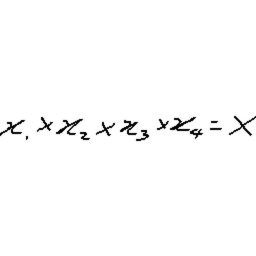 x₁ × x₂ × x₃ × x₄ = X